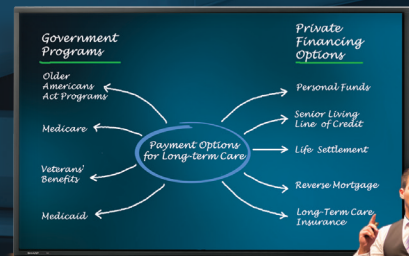 Government
Programs
Older
Americans
Act Programs
Medicare
Veterans'
Benefits
Medicaid
Payment Options
for Long-term Care
Private
Financing
Options
Personal Funds
Senior Living
Line of Credit
Life Settlement
Reverse Mortgage
Long-Term Care
Insurance